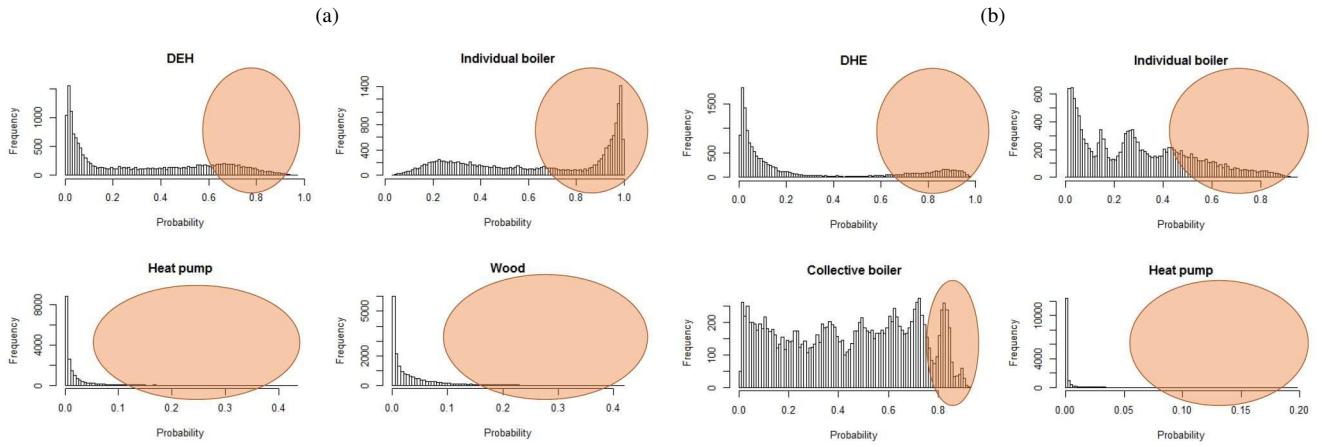 (a)
(b)
DEH
Frequency
0 500 1000
0.0 0.2 0.4 0.6 0.8 1.0
Probability
Individual boiler
Frequency
0 200 600 1000 1400
0.0 0.2 0.4 0.6 0.8 1.0
Probability
DHE
Frequency
0 500 1500
0.0 0.2 0.4 0.6 0.8 1.0
Probability
Individual boiler
Frequency
0 200 400 600
0.0 0.2 0.4 0.6 0.8
Probability
Heat pump
Frequency
0 4000 8000
0.0 0.1 0.2 0.3 0.4
Probability
Wood
Frequency
0 2000 5000
0.0 0.1 0.2 0.3 0.4
Probability
Collective boiler
Frequency
0 50 100 200
0.0 0.2 0.4 0.6 0.8
Probability
Heat pump
Frequency
0 4000 10000
0.00 0.05 0.10 0.15 0.20
Probability